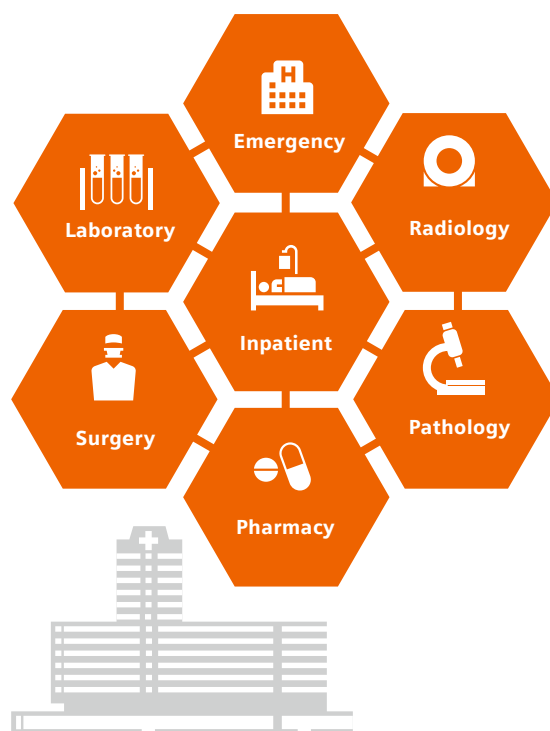 H
Emergency
Laboratory
Radiology
Inpatient
Surgery
Pathology
Pharmacy